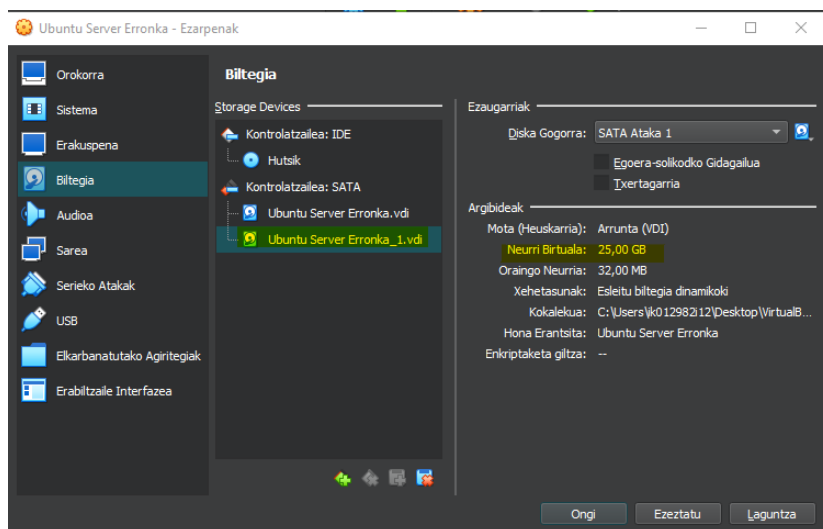 Ubuntu Server Erronka - Ezarpenak
Orokorra
Sistema
Erakuspena
Biltegia
Audioa
Sarea
Serieko Atakak
USB
Elkarbanatutako Agiritegiak
Erabiltzaile Interfazea
Biltegia
Storage Devices
Kontrolatzailea: IDE
Hutsik
Kontrolatzailea: SATA
Ubuntu Server Erronka.vdi
Ubuntu Server Erronka_1.vdi
Ezaugarriak
Diska Gogorra: SATA Ataka 1
Egoera-solikodko Gidagailua
Txertagarria
Argibideak
Mota (Heuskarria): Arrunta (VDI)
Neurri Birtuala: 25,00 GB
Oraingo Neurria: 32,00 MB
Xehetasunak: Esleitu biltegia dinamikoki
Kokalekua: C:\Users\ik012982i12\Desktop\VirtualB...
Hona Erantsita: Ubuntu Server Erronka
Enkriptaketa giltza: --
Ongi
Ezeztatu
Laguntza